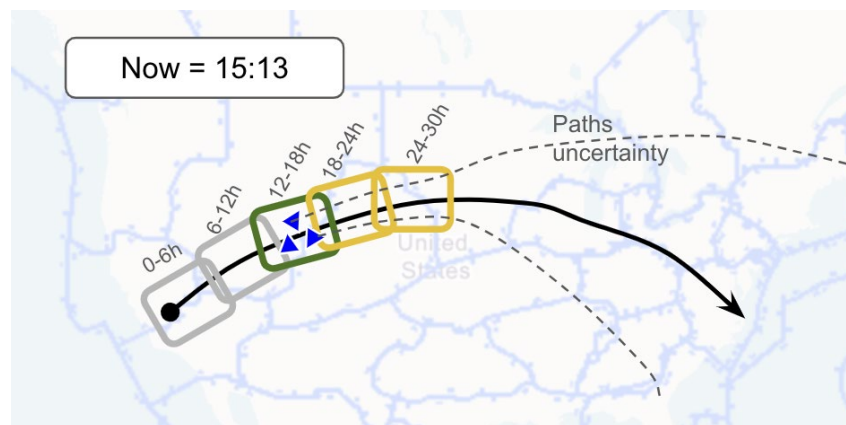 Now = 15:13
0-6h
6-12h
12-18h
18-24h
24-30h
Paths
uncertainty
United
States